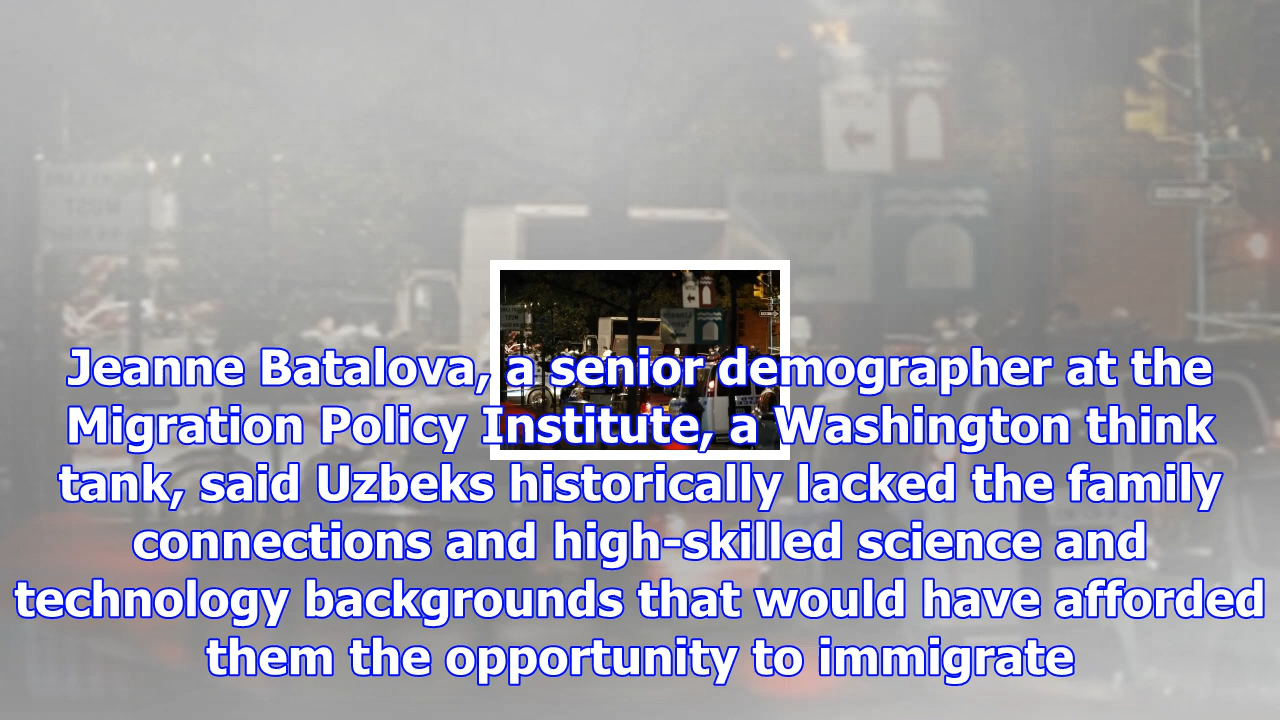 Jeanne Batalova, a senior demographer at the
Migration Policy Institute, a Washington think
tank, said Uzbeks historically lacked the family
connections and high-skilled science and
technology backgrounds that would have afforded
them the opportunity to immigrate